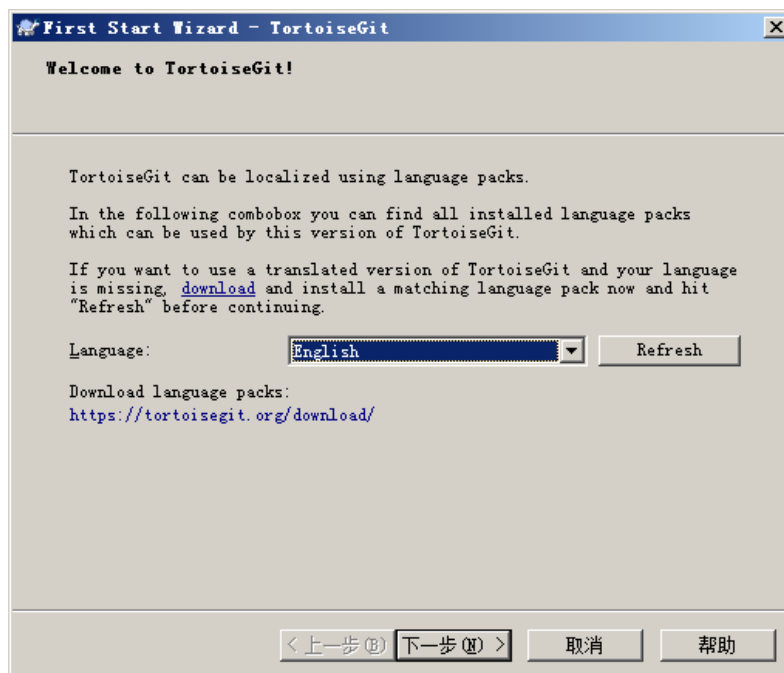 First Start Wizard - TortoiseGit
Welcome to TortoiseGit!
TortoiseGit can be localized using language packs.
In the following combobox you can find all installed language packs
which can be used by this version of TortoiseGit.
If you want to use a translated version of TortoiseGit and your language
is missing, download and install a matching language pack now and hit
"Refresh" before continuing.
Language: English Refresh
Download language packs:
https://tortoisegit.org/download/
< 上一步(B) 下一步(N) > 取消 帮助